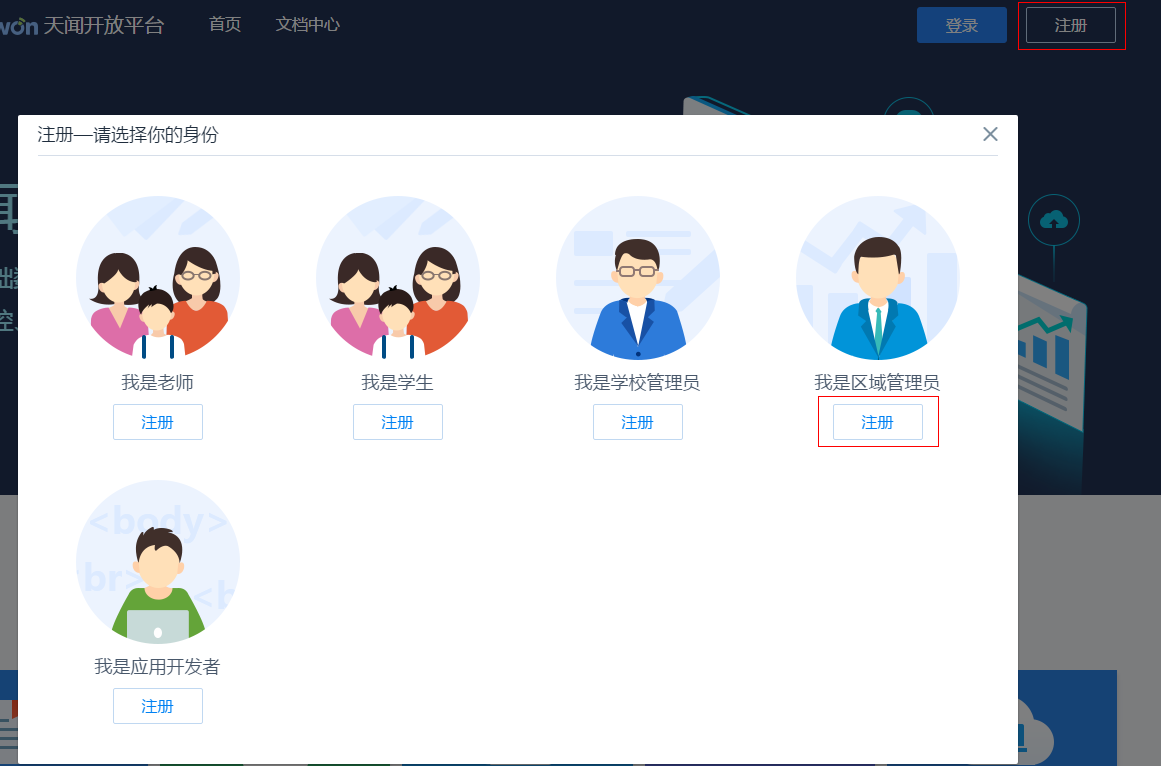 天闻开放平台 首页 文档中心 登录 注册
注册—请选择你的身份
我是老师 我是学生 我是学校管理员 我是区域管理员
注册 注册 注册 注册
<body>
br>
<b
我是应用开发者
注册